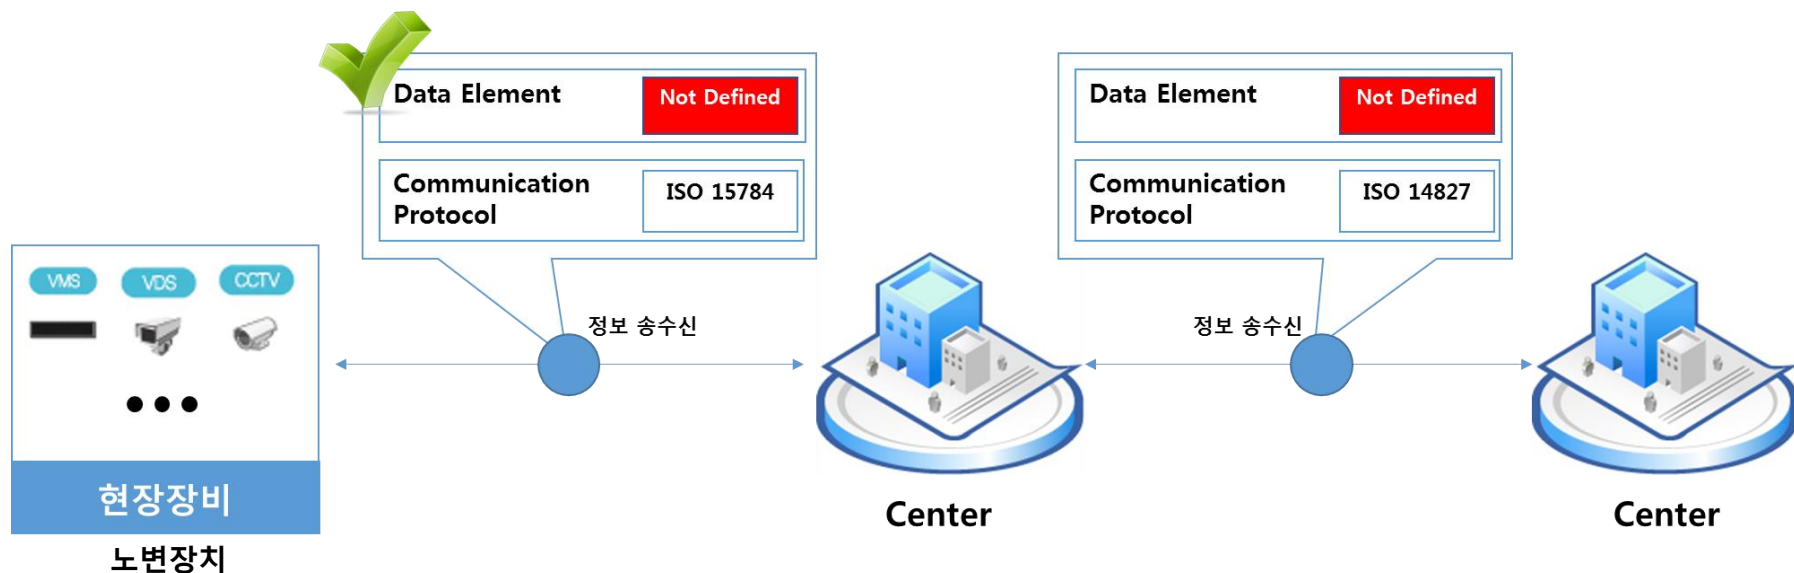 Data Element
Not Defined
Communication
Protocol
ISO 15784
Data Element
Not Defined
Communication
Protocol
ISO 14827
VMS
VDS
CCTV
정보 송수신
정보 송수신
현장장비
노변장치
Center
Center